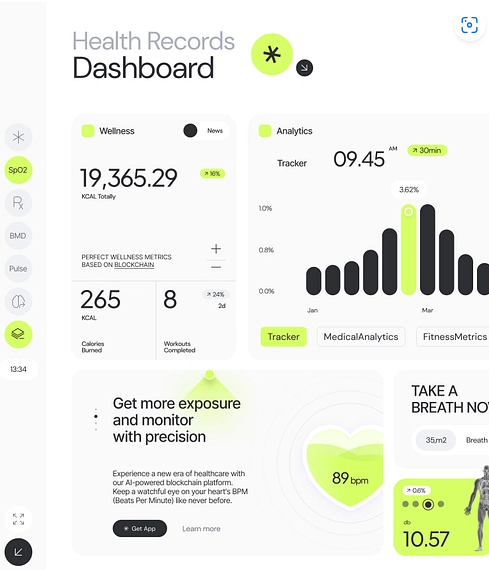 Health Records
Dashboard
SpO2
Rx
BMD
Pulse
13:34
Wellness
News
19,365.29
↗ 16%
KCAL Totally
PERFECT WELLNESS METRICS
BASED ON BLOCKCHAIN
265
KCAL
Calories
Burned
8
↗ 24%
2d
Workouts
Completed
Analytics
Tracker
09.45 AM
↗ 30min
3.62%
1.0%
0.8%
0.0%
Jan
Mar
Tracker
MedicalAnalytics
FitnessMetrics
Get more exposure
and monitor
with precision
Experience a new era of healthcare with
our AI-powered blockchain platform.
Keep a watchful eye on your heart's BPM
(Beats Per Minute) like never before.
Get App
Learn more
89 bpm
TAKE A
BREATH NO
35,m2
Breath
↗ 0.6%
db
10.57